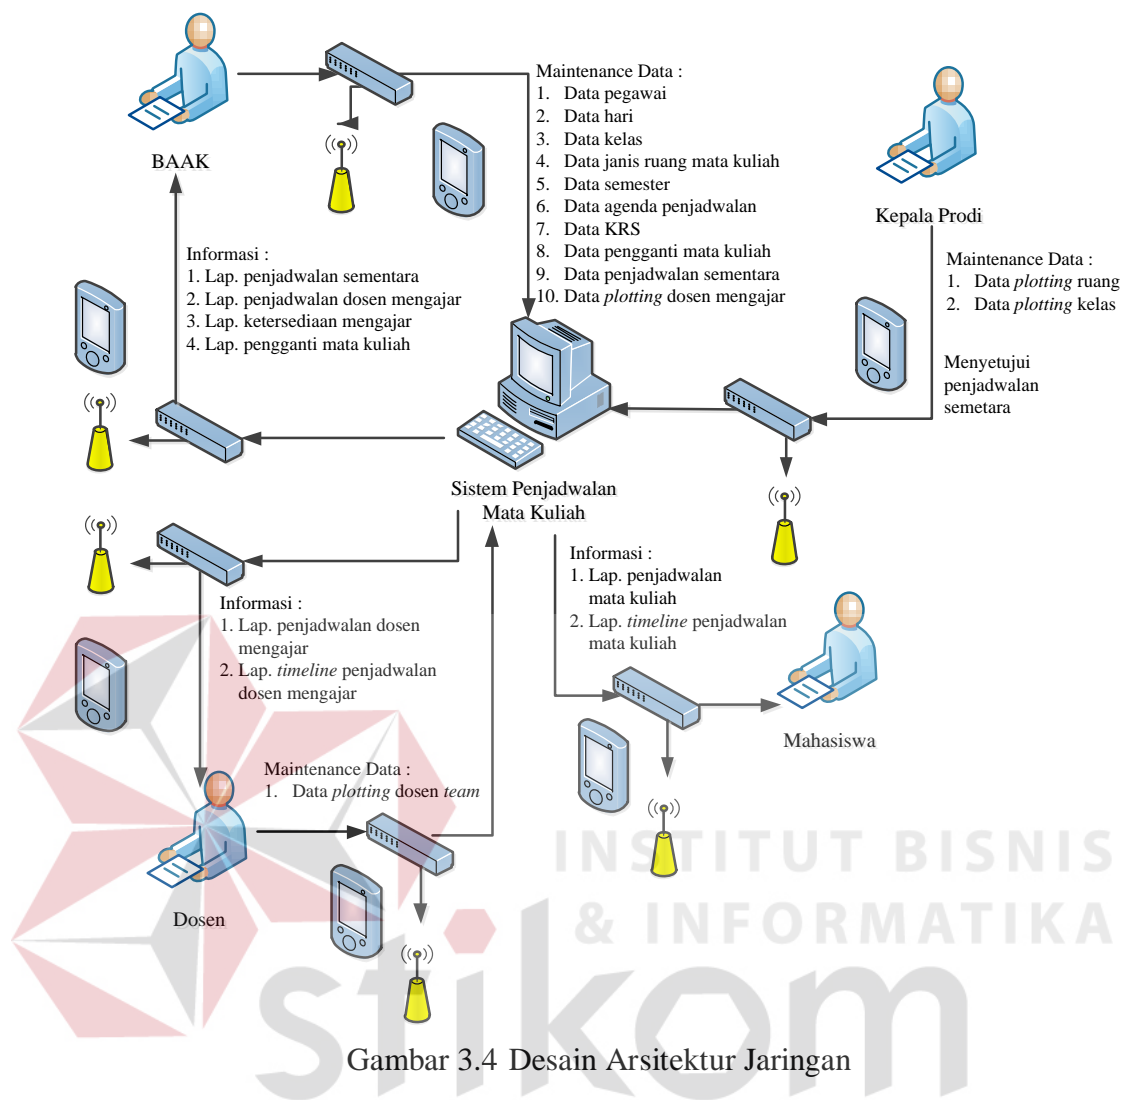 Maintenance Data :
1. Data pegawai
2. Data hari
3. Data kelas
4. Data janis ruang mata kuliah
5. Data semester
6. Data agenda penjadwalan
7. Data KRS
8. Data pengganti mata kuliah
9. Data penjadwalan sementara
10. Data plotting dosen mengajar
BAAK
Kepala Prodi
Informasi :
1. Lap. penjadwalan sementara
2. Lap. penjadwalan dosen mengajar
3. Lap. ketersediaan mengajar
4. Lap. pengganti mata kuliah
Maintenance Data :
1. Data plotting ruang
2. Data plotting kelas
Menyetujui
penjadwalan
semetara
Sistem Penjadwalan
Mata Kuliah
Informasi :
1. Lap. penjadwalan
mata kuliah
2. Lap. timeline penjadwalan
mata kuliah
Informasi :
1. Lap. penjadwalan dosen
mengajar
2. Lap. timeline penjadwalan
dosen mengajar
Mahasiswa
Maintenance Data :
1. Data plotting dosen team
Dosen
INSTITUT BISNIS
& INFORMATIKA
stikom
Gambar 3.4 Desain Arsitektur Jaringan